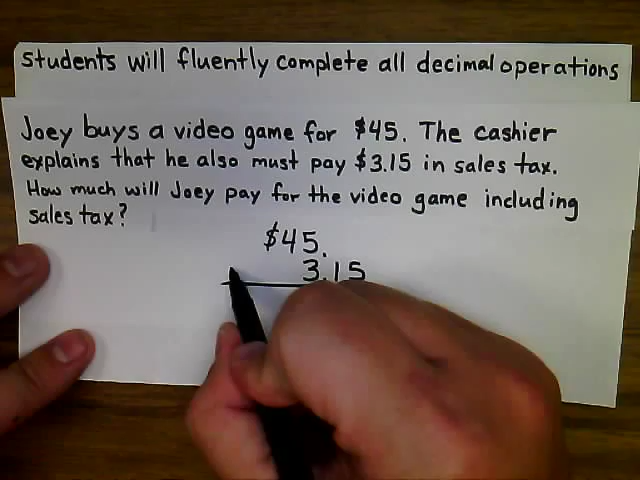 students will fluently complete all decimal operations
Joey buys a video game for $45. The cashier
explains that he also must pay $3.15 in sales tax.
How much will Joey pay for the video game including
sales tax?
$45.
3.15